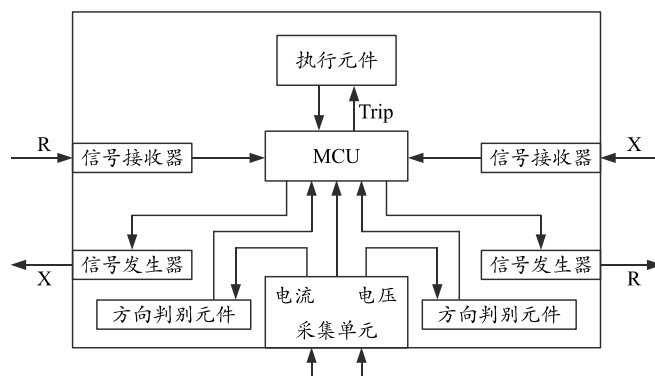 执行元件
Trip
R
信号接收器
MCU
信号接收器
X
X
信号发生器
信号发生器
R
方向判别元件
电流
电压
采集单元
方向判别元件